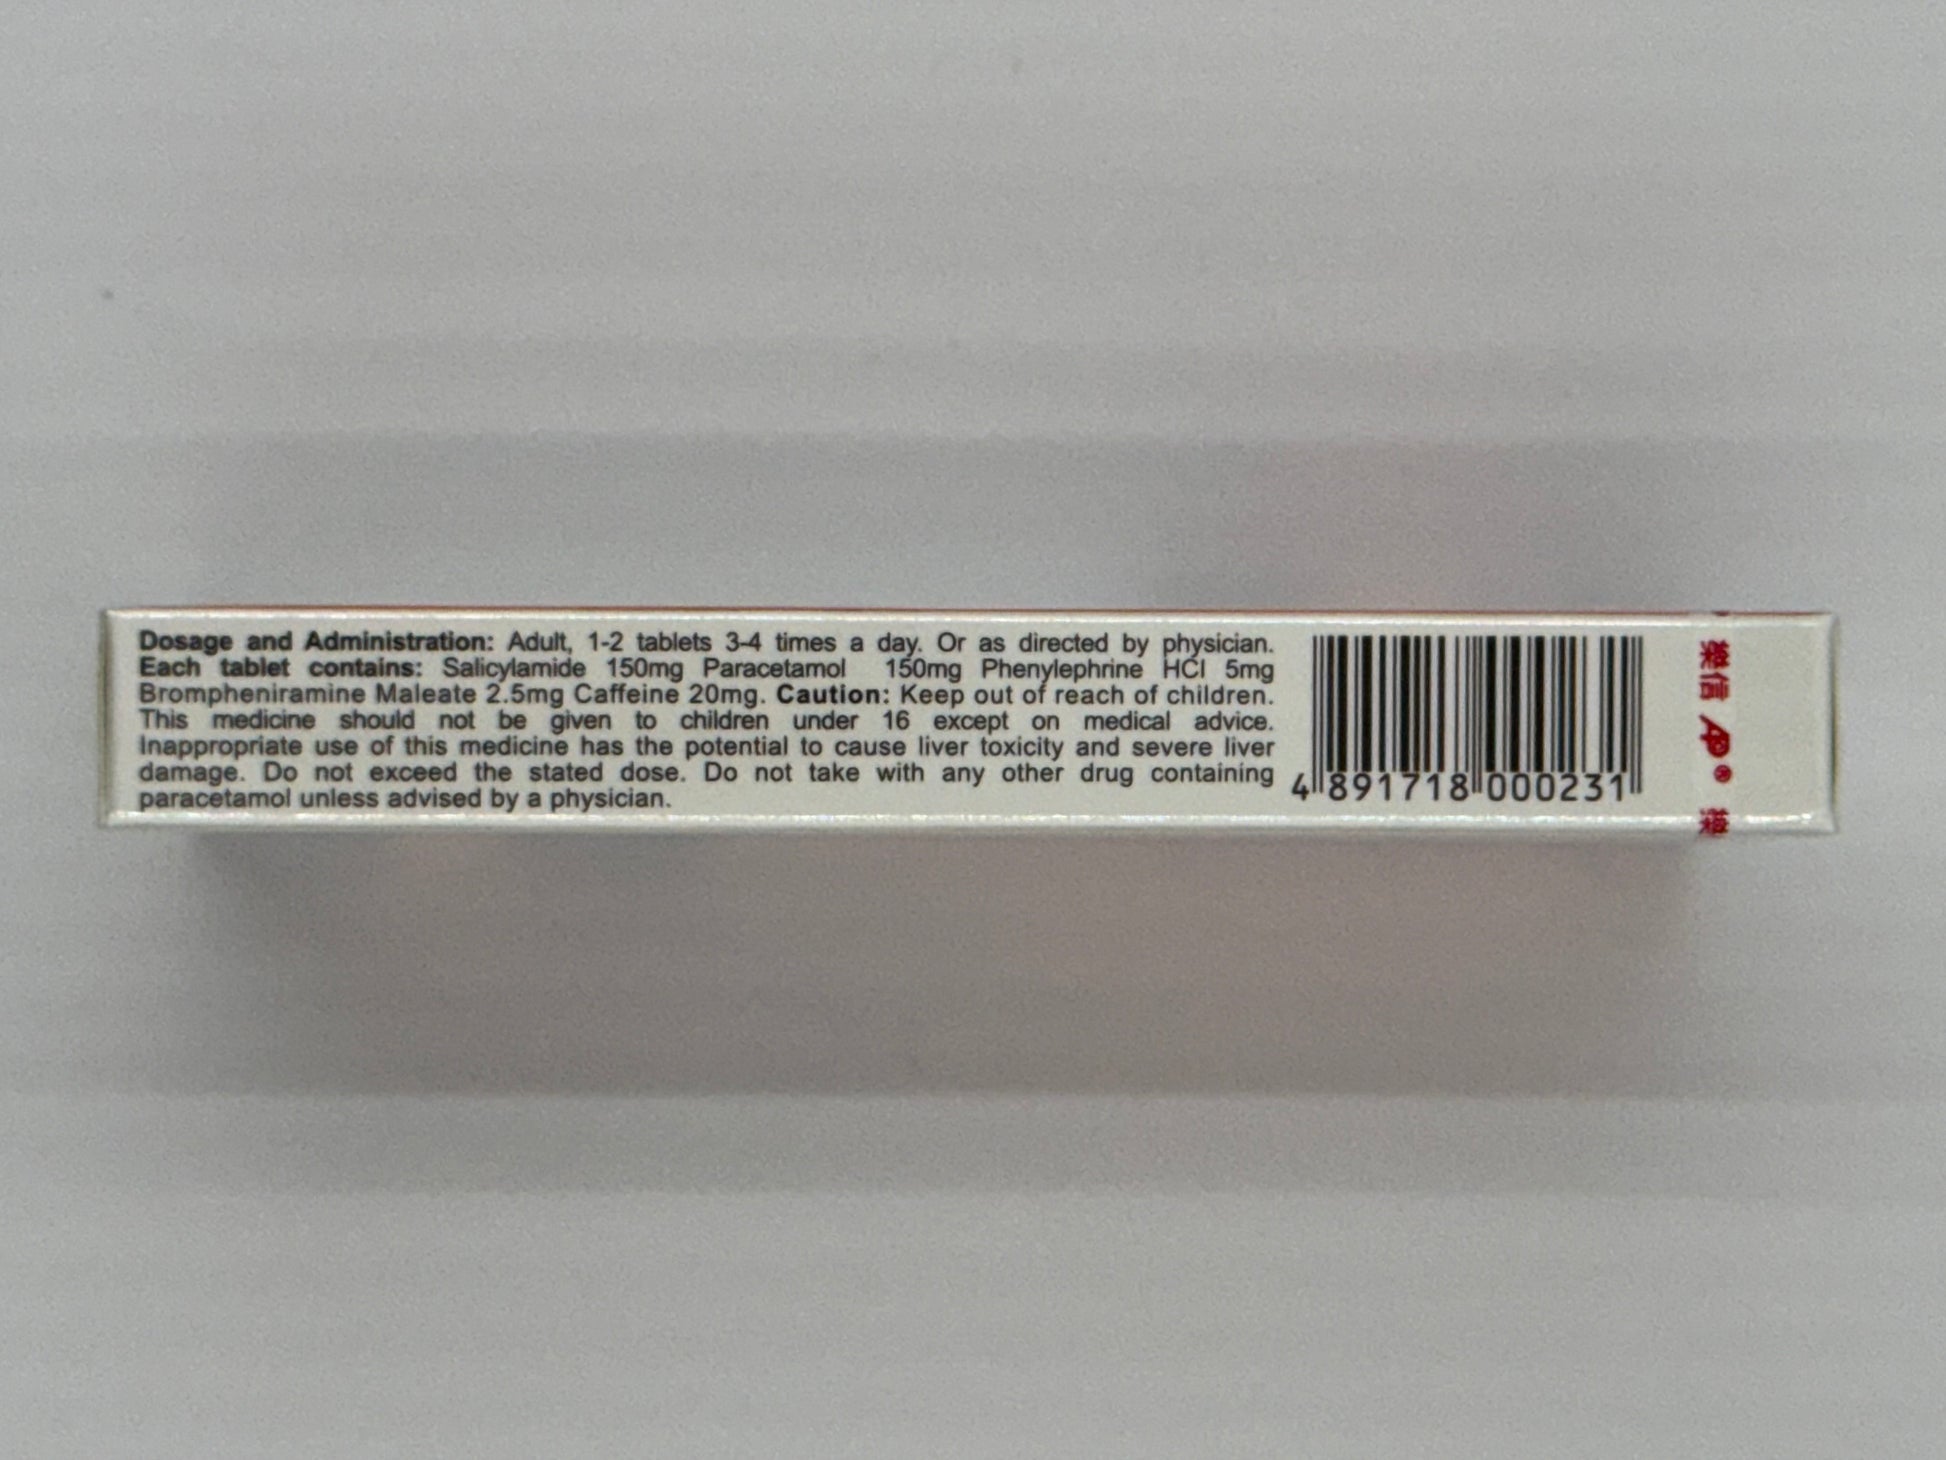 Dosage and Administration: Adult, 1-2 tablets 3-4 times a day. Or as directed by physician.
Each tablet contains: Salicylamide 150mg Paracetamol 150mg Phenylephrine HCl 5mg
Brompheniramine Maleate 2.5mg Caffeine 20mg. Caution: Keep out of reach of children.
This medicine should not be given to children under 16 except on medical advice.
Inappropriate use of this medicine has the potential to cause liver toxicity and severe liver
damage. Do not exceed the stated dose. Do not take with any other drug containing
paracetamol unless advised by a physician.
4 891718 000231
樂信 ®